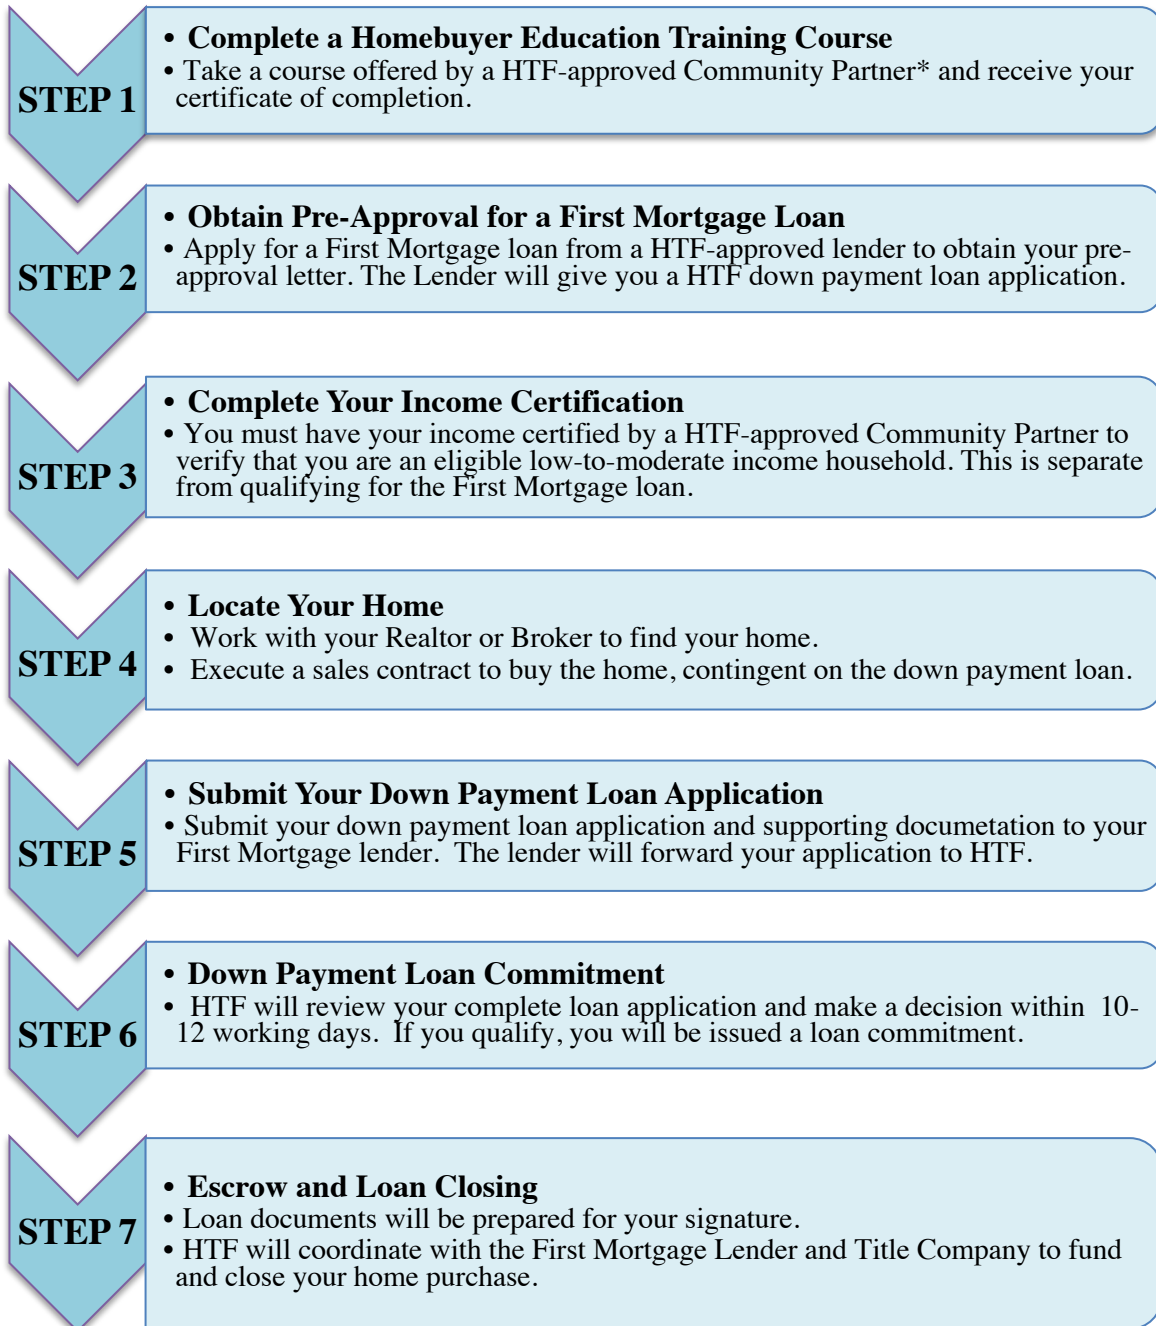 STEP 1
• Complete a Homebuyer Education Training Course
• Take a course offered by a HTF-approved Community Partner* and receive your
certificate of completion.
STEP 2
• Obtain Pre-Approval for a First Mortgage Loan
• Apply for a First Mortgage loan from a HTF-approved lender to obtain your pre-
approval letter. The Lender will give you a HTF down payment loan application.
STEP 3
• Complete Your Income Certification
• You must have your income certified by a HTF-approved Community Partner to
verify that you are an eligible low-to-moderate income household. This is separate
from qualifying for the First Mortgage loan.
STEP 4
• Locate Your Home
• Work with your Realtor or Broker to find your home.
• Execute a sales contract to buy the home, contingent on the down payment loan.
STEP 5
• Submit Your Down Payment Loan Application
• Submit your down payment loan application and supporting documetation to your
First Mortgage lender.  The lender will forward your application to HTF.
STEP 6
• Down Payment Loan Commitment
• HTF will review your complete loan application and make a decision within  10-
12 working days.  If you qualify, you will be issued a loan commitment.
STEP 7
• Escrow and Loan Closing
• Loan documents will be prepared for your signature.
• HTF will coordinate with the First Mortgage Lender and Title Company to fund
and close your home purchase.